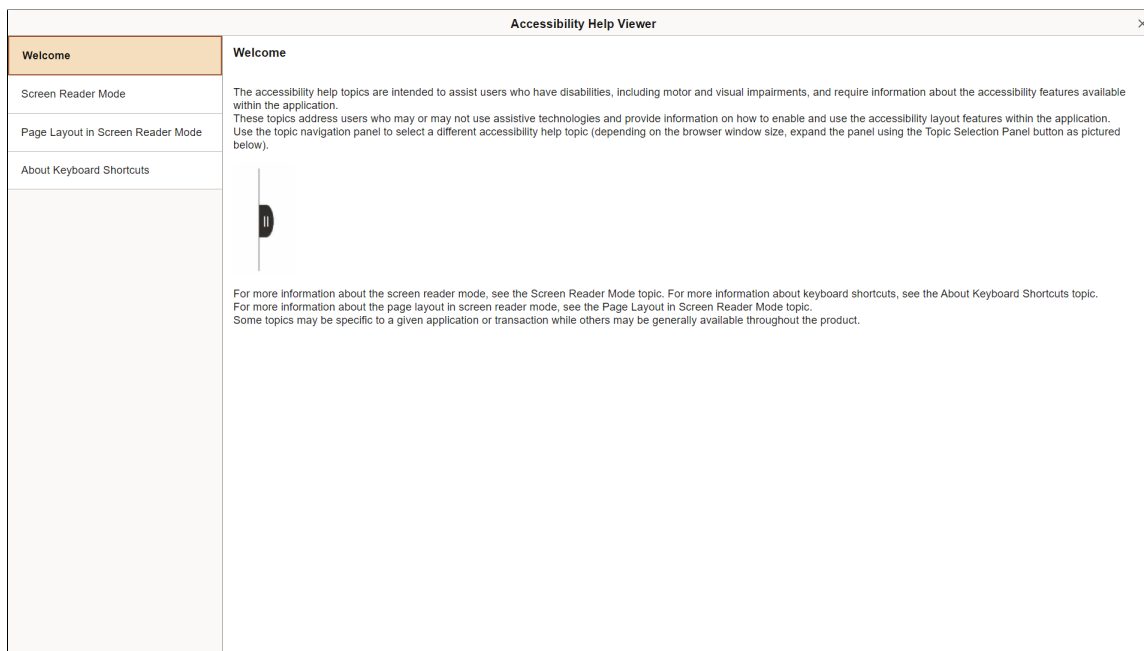 Accessibility Help Viewer
Welcome
Screen Reader Mode
Page Layout in Screen Reader Mode
About Keyboard Shortcuts
Welcome
The accessibility help topics are intended to assist users who have disabilities, including motor and visual impairments, and require information about the accessibility features available
within the application.
These topics address users who may or may not use assistive technologies and provide information on how to enable and use the accessibility layout features within the application.
Use the topic navigation panel to select a different accessibility help topic (depending on the browser window size, expand the panel using the Topic Selection Panel button as pictured
below).
For more information about the screen reader mode, see the Screen Reader Mode topic. For more information about keyboard shortcuts, see the About Keyboard Shortcuts topic.
For more information about the page layout in screen reader mode, see the Page Layout in Screen Reader Mode topic.
Some topics may be specific to a given application or transaction while others may be generally available throughout the product.